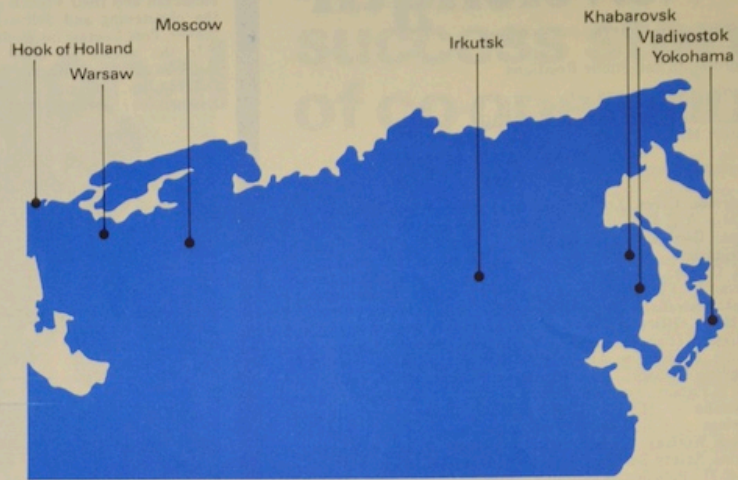 Hook of Holland
Warsaw
Moscow
Irkutsk
Khabarovsk
Vladivostok
Yokohama